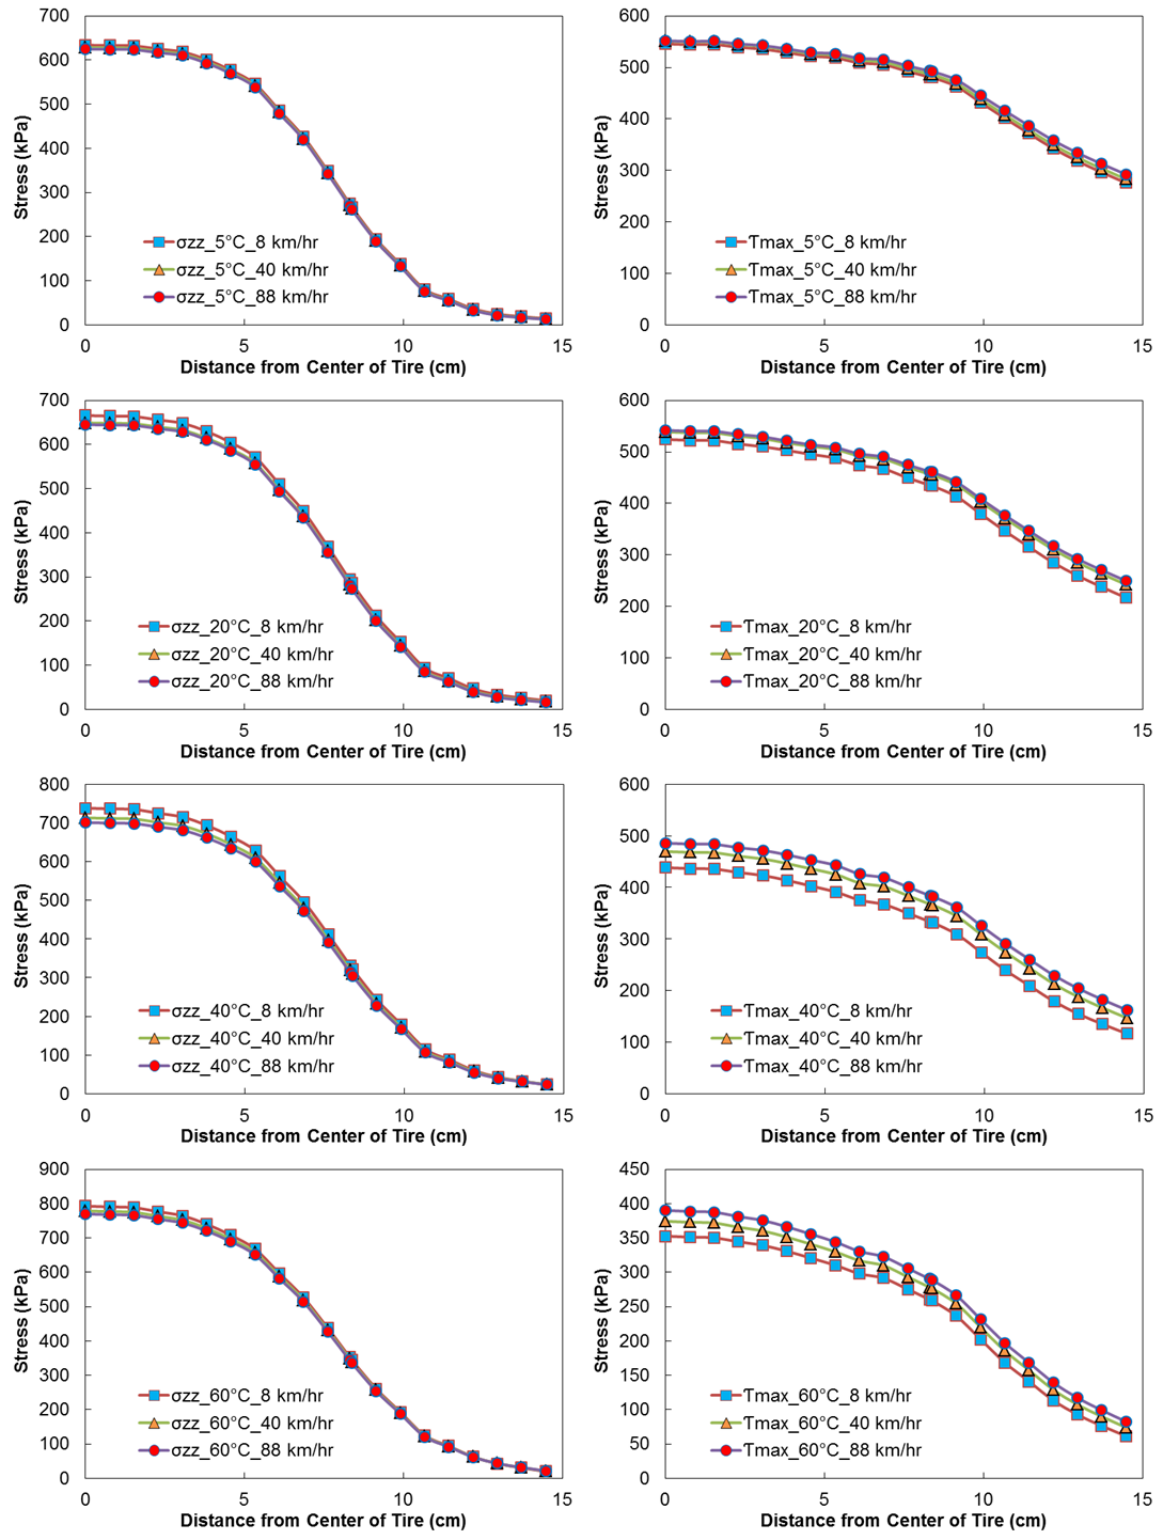 700
600
500
400
300
200
100
0
Stress (kPa)
σzz_5°C_8 km/hr
σzz_5°C_40 km/hr
σzz_5°C_88 km/hr
0 5 10 15
Distance from Center of Tire (cm)
600
500
400
300
200
100
0
Stress (kPa)
Ƭmax_5°C_8 km/hr
Ƭmax_5°C_40 km/hr
Ƭmax_5°C_88 km/hr
0 5 10 15
Distance from Center of Tire (cm)
700
600
500
400
300
200
100
0
Stress (kPa)
σzz_20°C_8 km/hr
σzz_20°C_40 km/hr
σzz_20°C_88 km/hr
0 5 10 15
Distance from Center of Tire (cm)
600
500
400
300
200
100
0
Stress (kPa)
Ƭmax_20°C_8 km/hr
Ƭmax_20°C_40 km/hr
Ƭmax_20°C_88 km/hr
0 5 10 15
Distance from Center of Tire (cm)
800
700
600
500
400
300
200
100
0
Stress (kPa)
σzz_40°C_8 km/hr
σzz_40°C_40 km/hr
σzz_40°C_88 km/hr
0 5 10 15
Distance from Center of Tire (cm)
600
500
400
300
200
100
0
Stress (kPa)
Ƭmax_40°C_8 km/hr
Ƭmax_40°C_40 km/hr
Ƭmax_40°C_88 km/hr
0 5 10 15
Distance from Center of Tire (cm)
900
800
700
600
500
400
300
200
100
0
Stress (kPa)
σzz_60°C_8 km/hr
σzz_60°C_40 km/hr
σzz_60°C_88 km/hr
0 5 10 15
Distance from Center of Tire (cm)
450
400
350
300
250
200
150
100
50
0
Stress (kPa)
Ƭmax_60°C_8 km/hr
Ƭmax_60°C_40 km/hr
Ƭmax_60°C_88 km/hr
0 5 10 15
Distance from Center of Tire (cm)